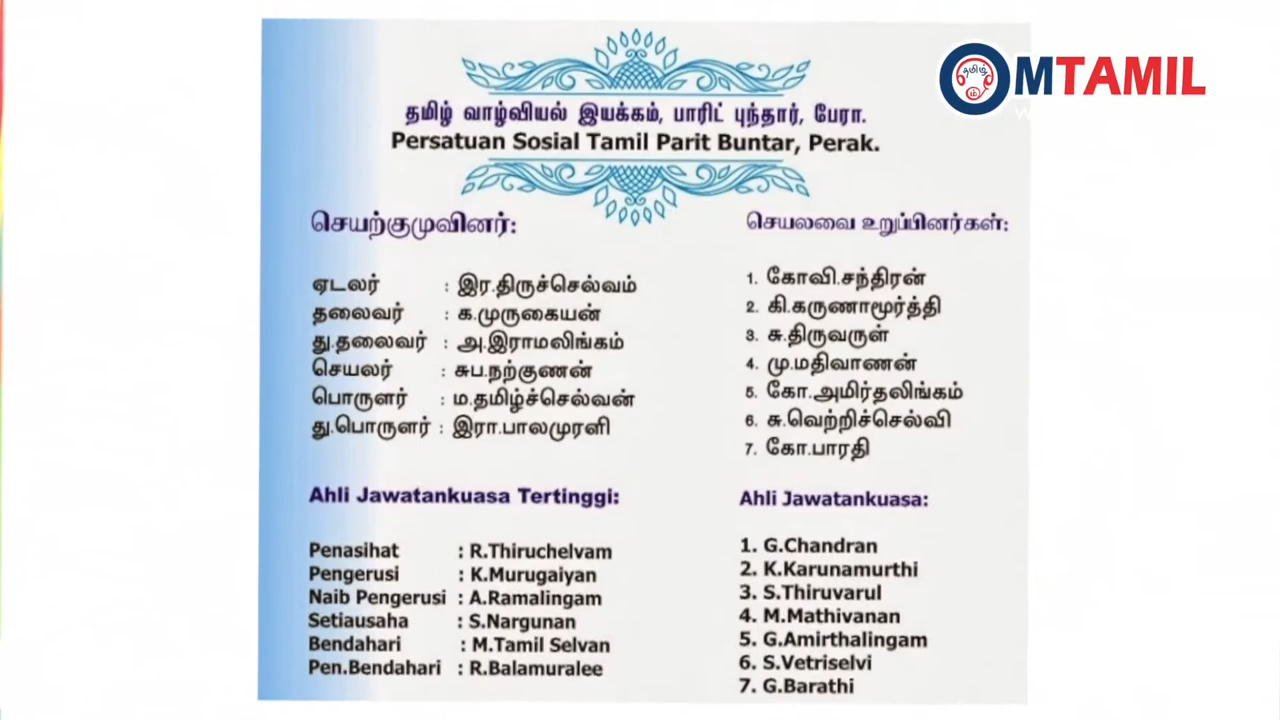 தமிழ் வாழ்வியல் இயக்கம், பாரிட் புந்தார், பேரா.
Persatuan Sosial Tamil Parit Buntar, Perak.
OMTAMIL
தமிழ்
செயற்குழுவினர்:
ஏடலர் : இர.திருச்செல்வம்
தலைவர் : க.முருகையன்
து.தலைவர் : அ.இராமலிங்கம்
செயலர் : சுப.நற்குணன்
பொருளர் : ம.தமிழ்ச்செல்வன்
து.பொருளர் : இரா.பாலமுரளி
செயலவை உறுப்பினர்கள்:
1. கோவி.சந்திரன்
2. கி.கருணாமூர்த்தி
3. சு.திருவருள்
4. மு.மதிவாணன்
5. கோ.அமிர்தலிங்கம்
6. சு.வெற்றிச்செல்வி
7. கோ.பாரதி
Ahli Jawatankuasa Tertinggi:
Penasihat : R.Thiruchelvam
Pengerusi : K.Murugaiyan
Naib Pengerusi : A.Ramalingam
Setiausaha : S.Nargunan
Bendahari : M.Tamil Selvan
Pen.Bendahari : R.Balamuralee
Ahli Jawatankuasa:
1. G.Chandran
2. K.Karunamurthi
3. S.Thiruvarul
4. M.Mathivanan
5. G.Amirthalingam
6. S.Vetriselvi
7. G.Barathi